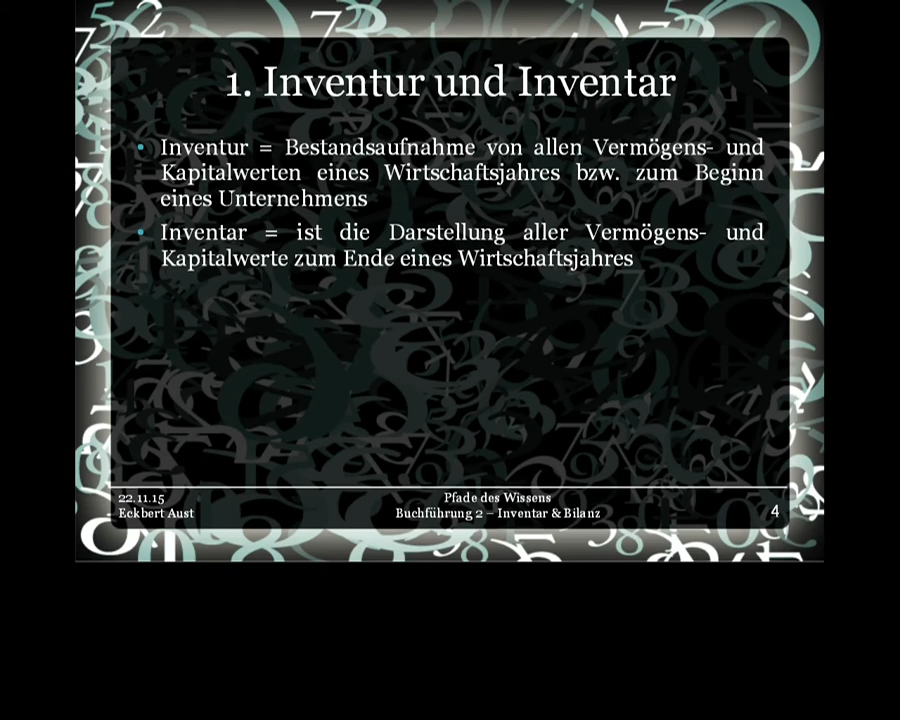 1. Inventur und Inventar
• Inventur = Bestandsaufnahme von allen Vermögens- und
Kapitalwerten eines Wirtschaftsjahres bzw. zum Beginn
eines Unternehmens
• Inventar = ist die Darstellung aller Vermögens- und
Kapitalwerte zum Ende eines Wirtschaftsjahres
22.11.15
Eckbert Aust
Pfade des Wissens
Buchführung 2 – Inventar & Bilanz
4